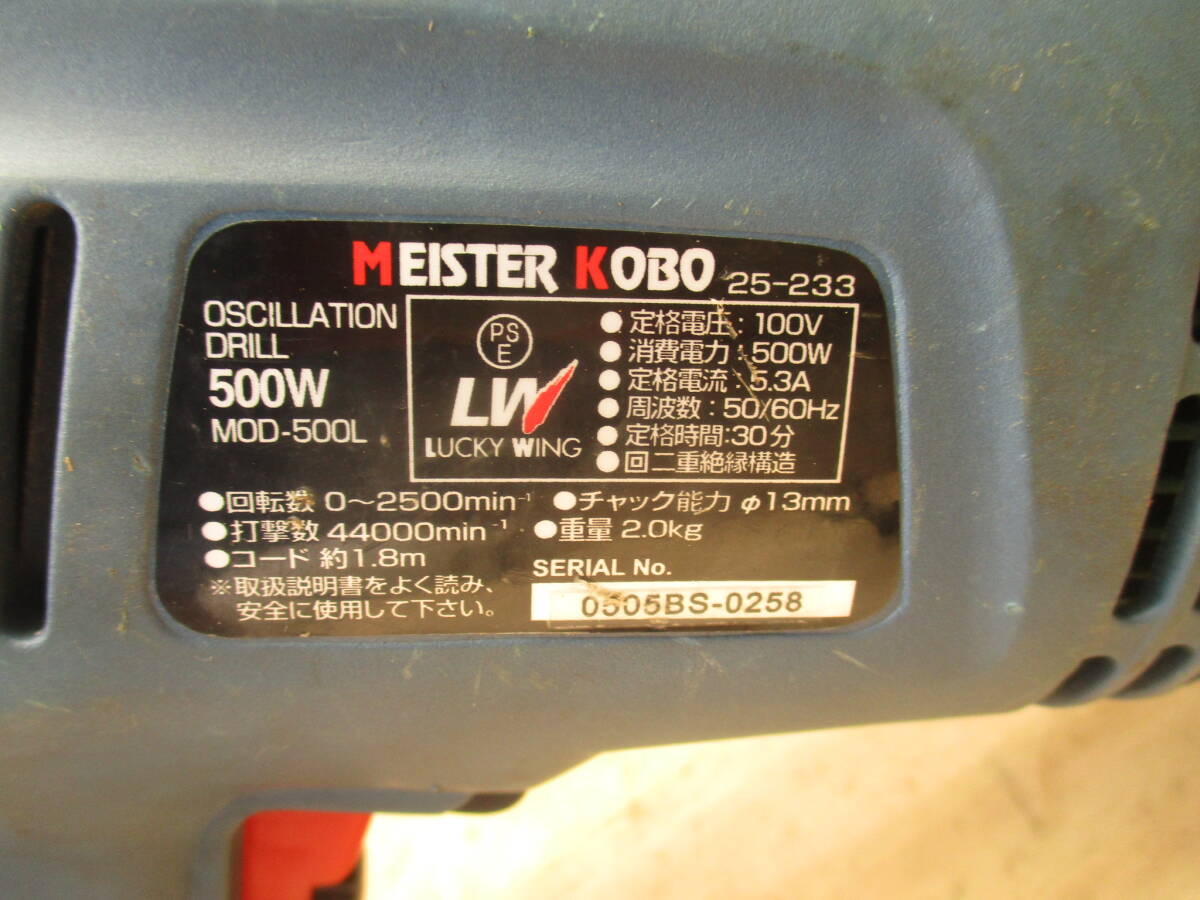 MEISTER KOBO 25-233
OSCILLATION
DRILL
500W
MOD-500L
PS
E
LW
LUCKY WING
●定格電圧:100V
●消費電力:500W
●定格電流:5.3A
●周波数:50/60Hz
●定格時間:30分
●回二重絶縁構造
●回転数 0〜2500min⁻¹ ●チャック能力 φ13mm
●打撃数 44000min⁻¹ ●重量 2.0kg
●コード 約1.8m
※取扱説明書をよく読み、
安全に使用して下さい。
SERIAL No.
0505BS-0258